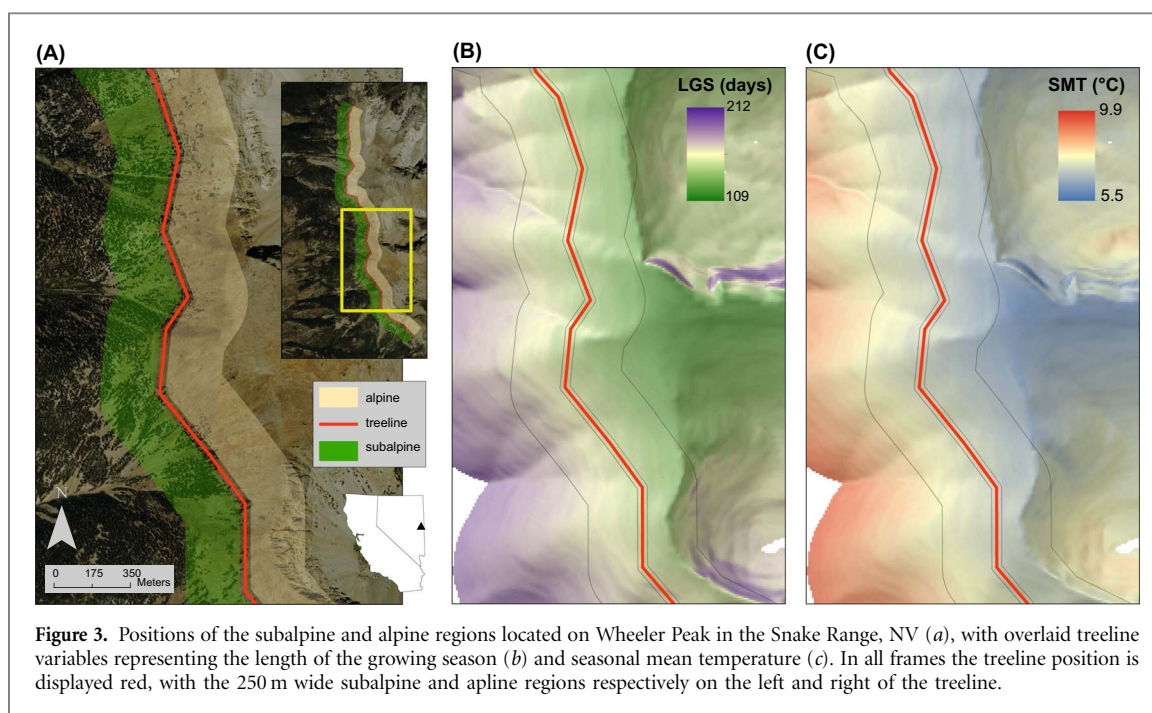 (A)
(B)
(C)
LGS (days)
212
109
SMT (°C)
9.9
5.5
alpine
treeline
subalpine
N
0 175 350
Meters
Figure 3. Positions of the subalpine and alpine regions located on Wheeler Peak in the Snake Range, NV (a), with overlaid treeline
variables representing the length of the growing season (b) and seasonal mean temperature (c). In all frames the treeline position is
displayed red, with the 250 m wide subalpine and apline regions respectively on the left and right of the treeline.